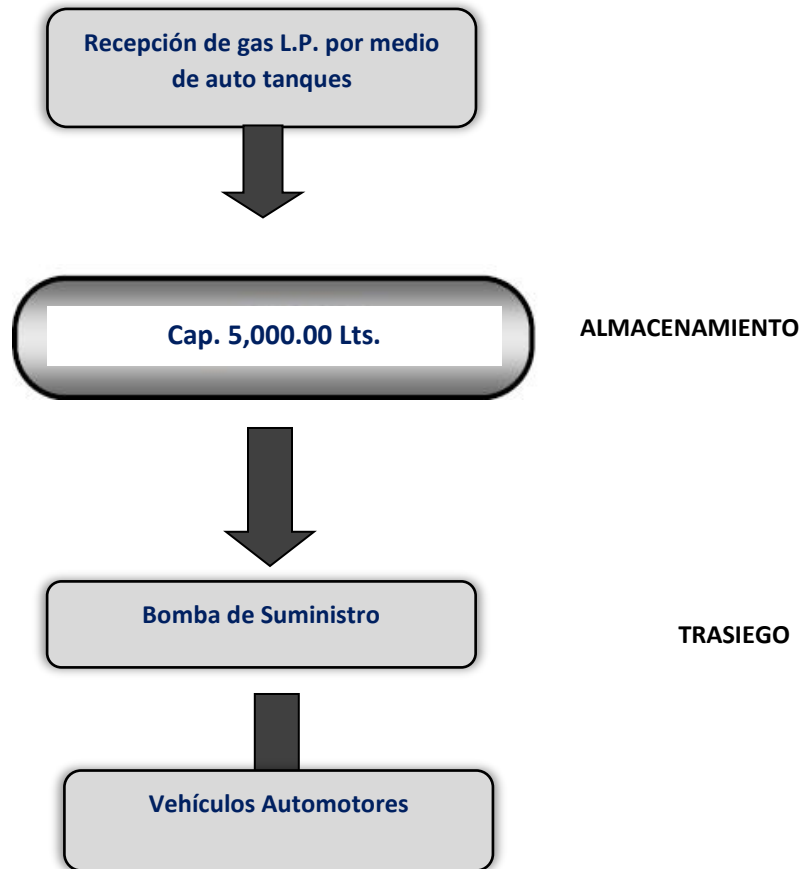 Recepción de gas L.P. por medio
de auto tanques
Cap. 5,000.00 Lts.
ALMACENAMIENTO
Bomba de Suministro
TRASIEGO
Vehículos Automotores